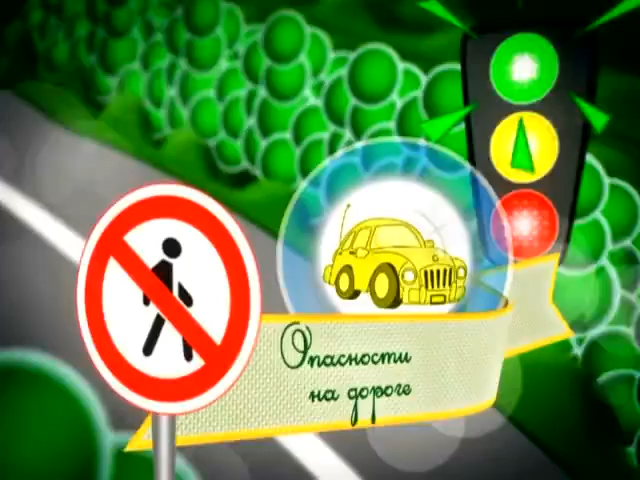 Опасности
на дороге